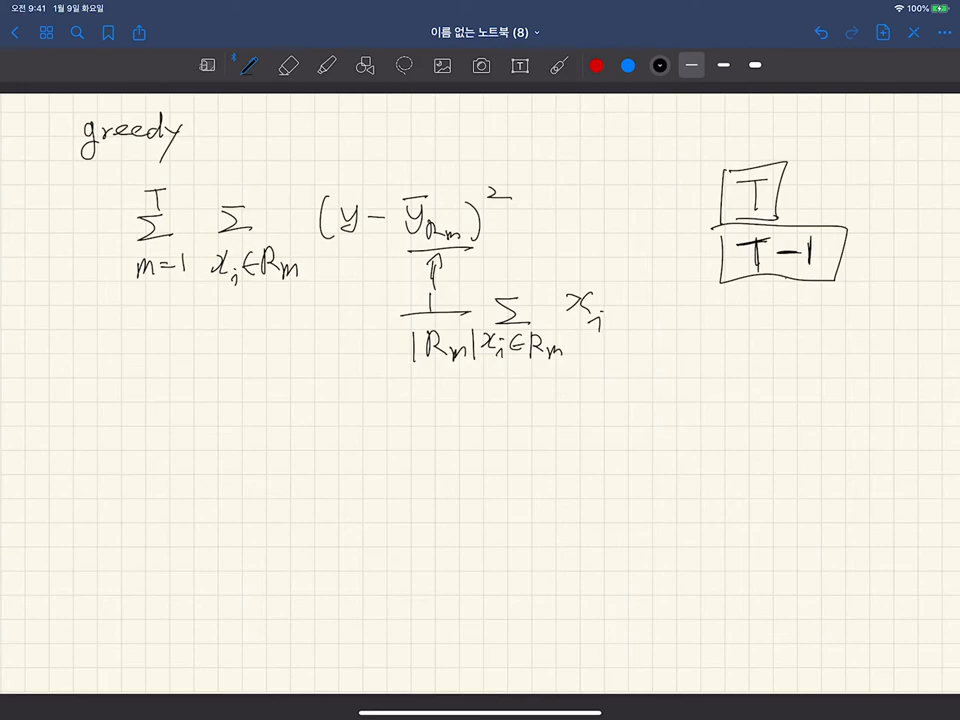 오전 9:41 1월 9일 화요일 100%
이름 없는 노트북 (8)
greedy
T
Σ Σ (y - ȳ_Rm)²
m=1 x_i∈Rm
↑
1/|Rm| Σ x_i
x_i∈Rm
T
T-1